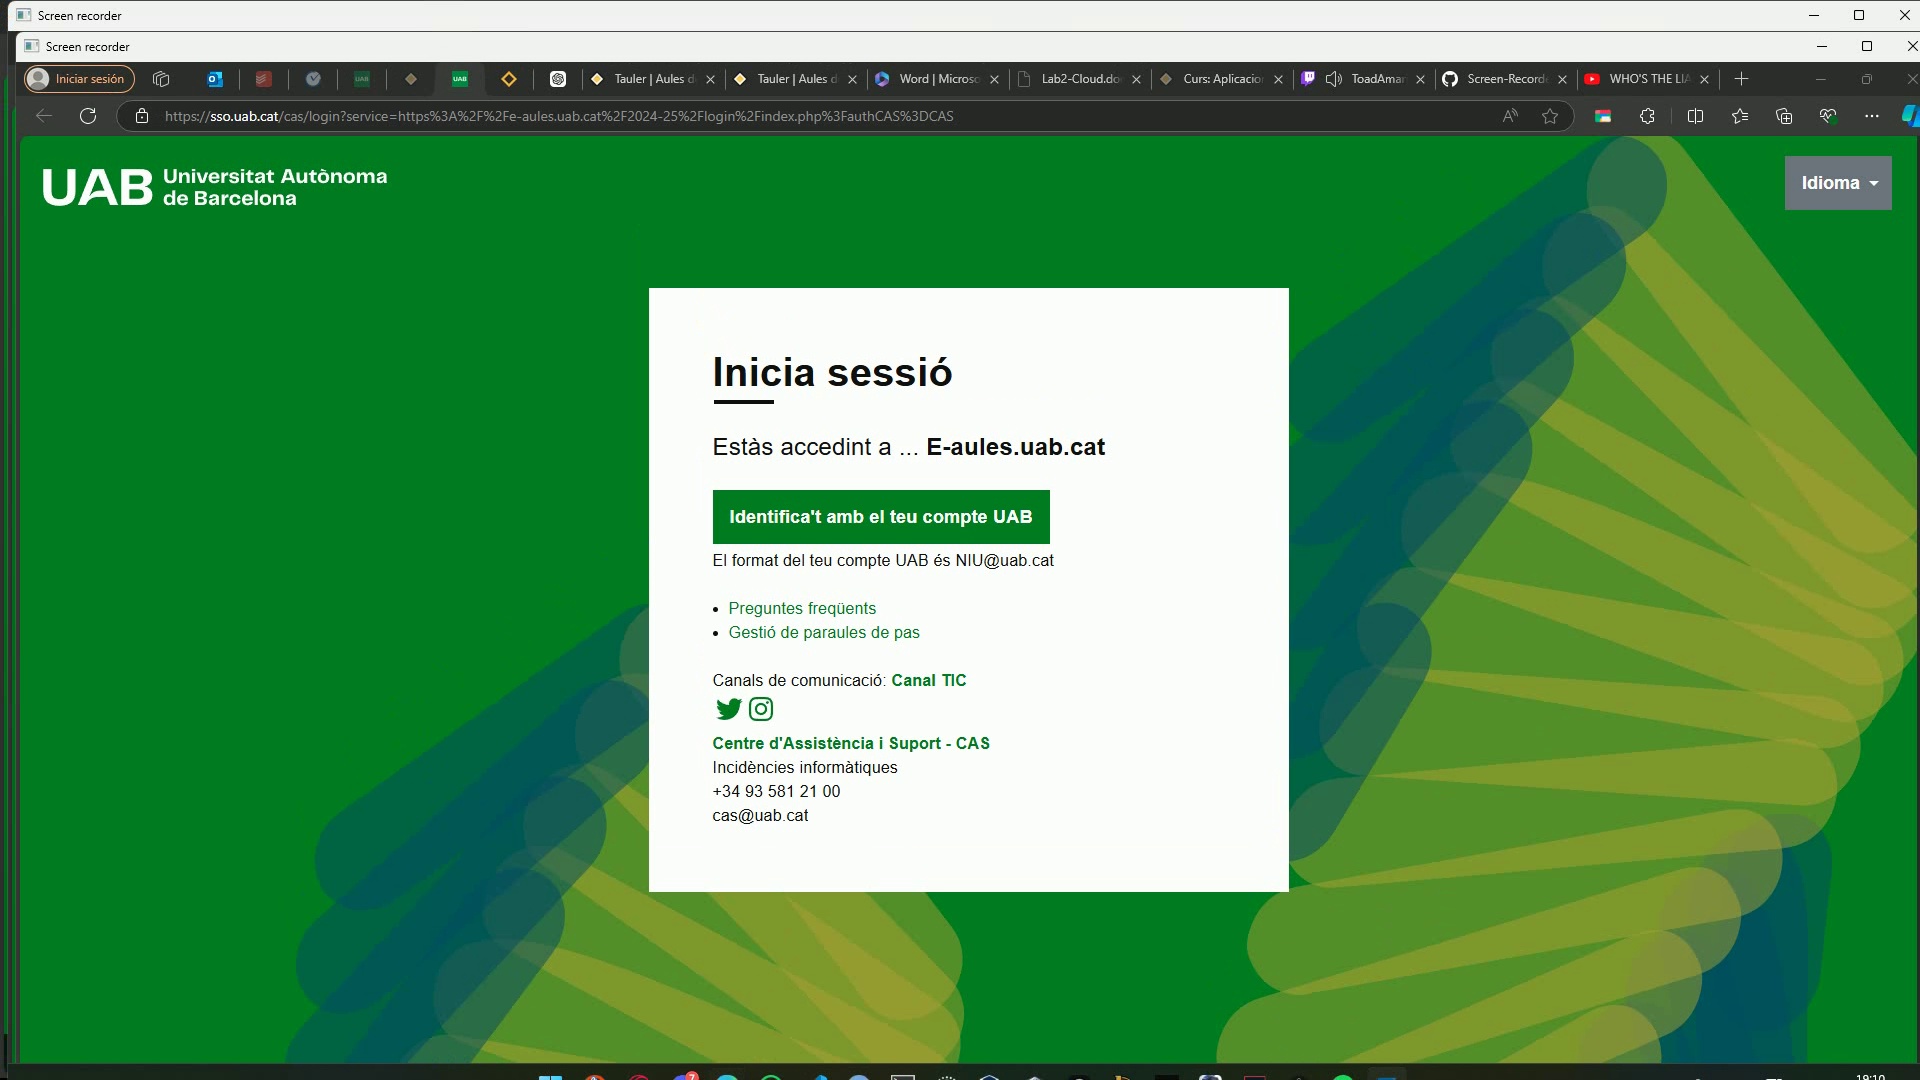 Screen recorder
Screen recorder
Iniciar sesión
UAB
Tauler | Aules d
Tauler | Aules d
Word | Microsc
Lab2-Cloud.do
Curs: Aplicacio
ToadAmar
Screen-Record
WHO'S THE LIA
https://sso.uab.cat/cas/login?service=https%3A%2F%2Fe-aules.uab.cat%2F2024-25%2Flogin%2Findex.php%3FauthCAS%3DCAS
UAB Universitat Autònoma
de Barcelona
Idioma
Inicia sessió
Estàs accedint a ... E-aules.uab.cat
Identifica't amb el teu compte UAB
El format del teu compte UAB és NIU@uab.cat
Preguntes freqüents
Gestió de paraules de pas
Canals de comunicació: Canal TIC
Centre d'Assistència i Suport - CAS
Incidències informàtiques
+34 93 581 21 00
cas@uab.cat
7